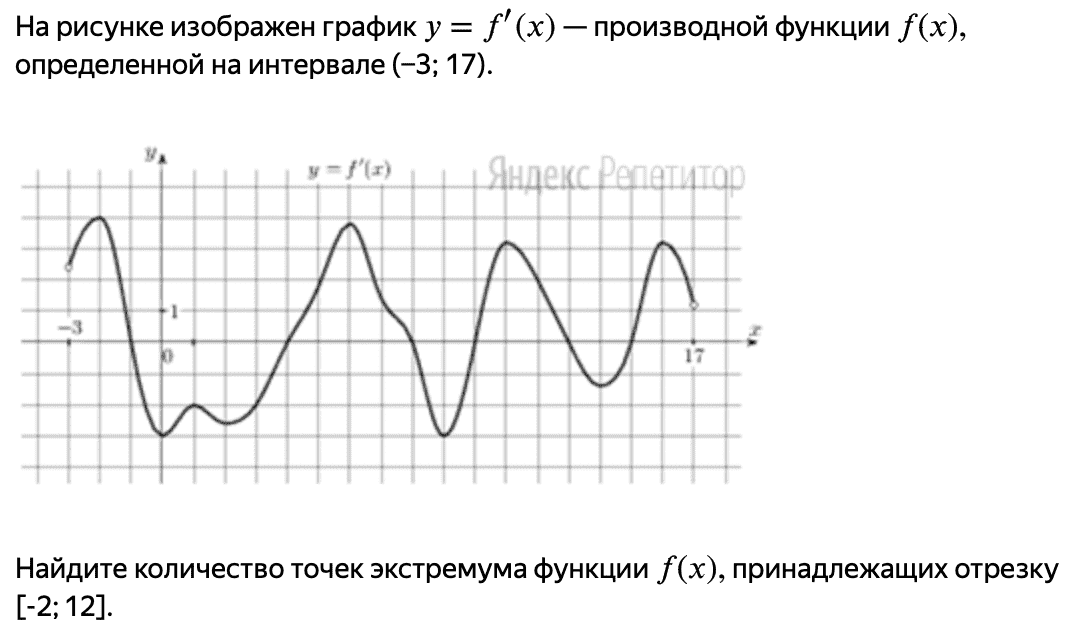 На рисунке изображен график y = f′(x) — производной функции f(x),
определенной на интервале (−3; 17).
y
y = f′(x)
Яндекс Репетитор
1
−3
x
0
17
Найдите количество точек экстремума функции f(x), принадлежащих отрезку
[-2; 12].